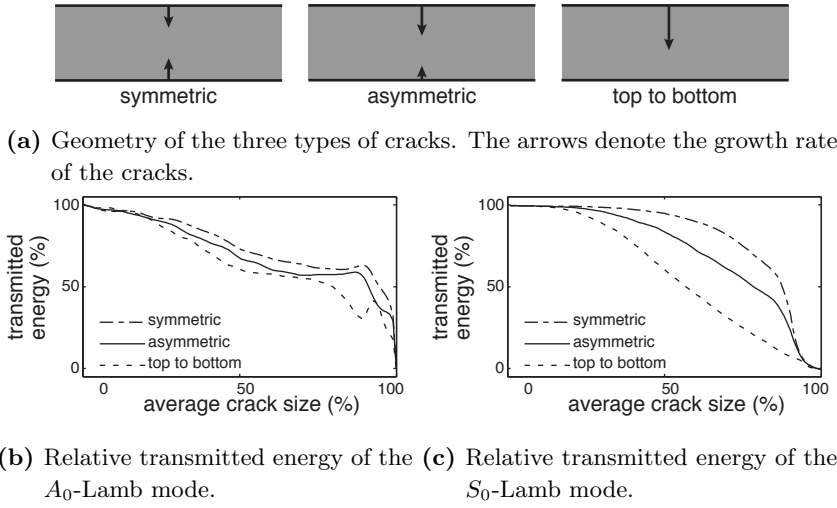 symmetric asymmetric top to bottom
(a) Geometry of the three types of cracks. The arrows denote the growth rate
of the cracks.
transmitted
energy (%)
100
50
0
symmetric
asymmetric
top to bottom
0 50 100
average crack size (%)
transmitted
energy (%)
100
50
0
symmetric
asymmetric
top to bottom
0 50 100
average crack size (%)
(b) Relative transmitted energy of the
A0-Lamb mode.
(c) Relative transmitted energy of the
S0-Lamb mode.